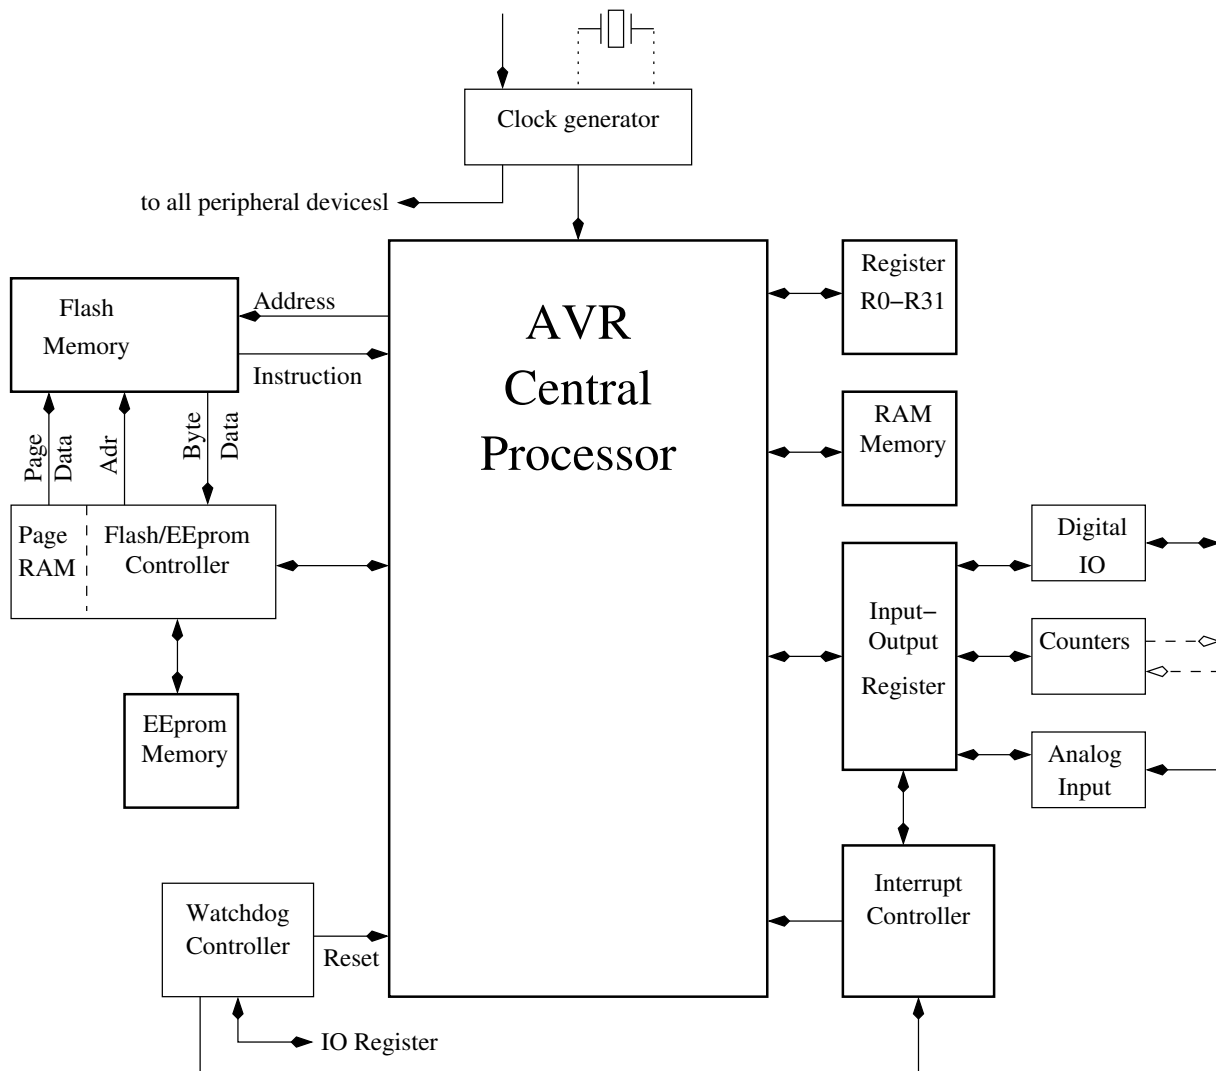 Clock generator
to all peripheral devicesl
AVR
Central
Processor
Register
R0–R31
Flash
Memory
Address
Instruction
Page
Data
Adr
Byte
Data
RAM
Memory
Page
RAM
Flash/EEprom
Controller
Digital
IO
Input–
Output
Register
Counters
EEprom
Memory
Analog
Input
Interrupt
Controller
Watchdog
Controller
Reset
IO Register